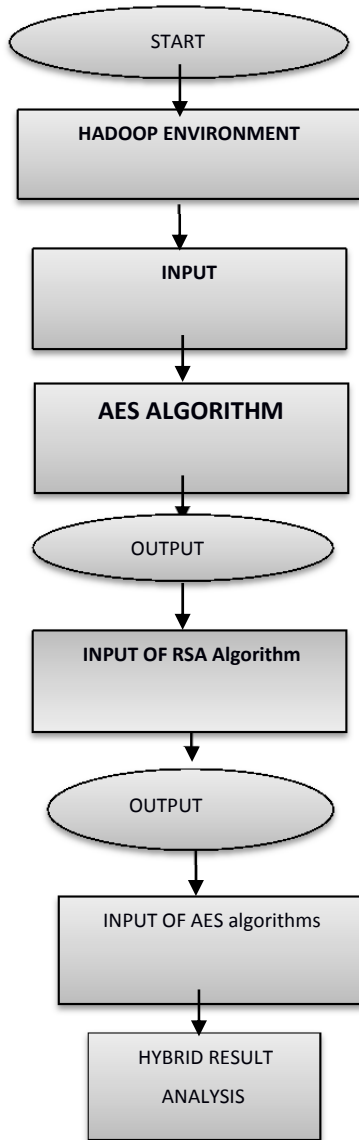 START
HADOOP ENVIRONMENT
INPUT
AES ALGORITHM
OUTPUT
INPUT OF RSA Algorithm
OUTPUT
INPUT OF AES algorithms
HYBRID RESULT
ANALYSIS